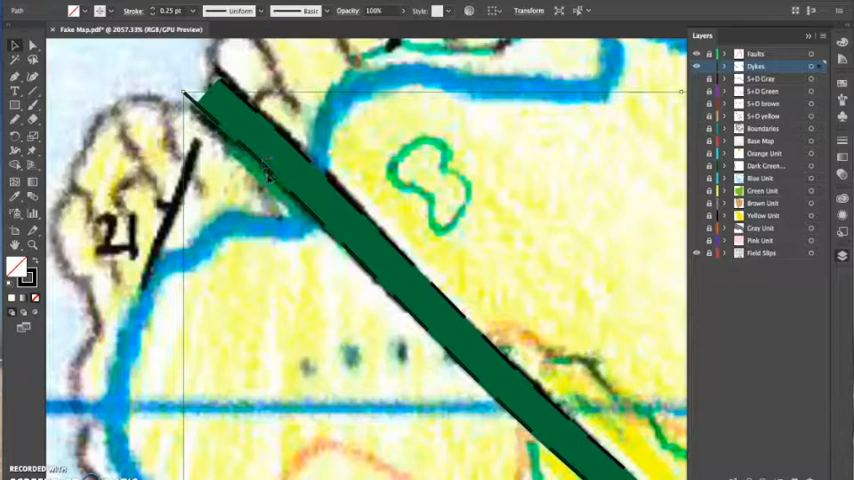 Path
Stroke:
0.25 pt
Uniform
Basic
Opacity:
100%
Style:
Transform
Fake Map.pdf* @ 2057.33% (RGB/GPU Preview)
Layers
Faults
Dykes
S+D Gray
S+D Green
S+D brown
S+D yellow
Boundaries
Base Map
Orange Unit
Dark Green...
Blue Unit
Green Unit
Brown Unit
Yellow Unit
Gray Unit
Pink Unit
Field Slips
21
RECORDED WITH